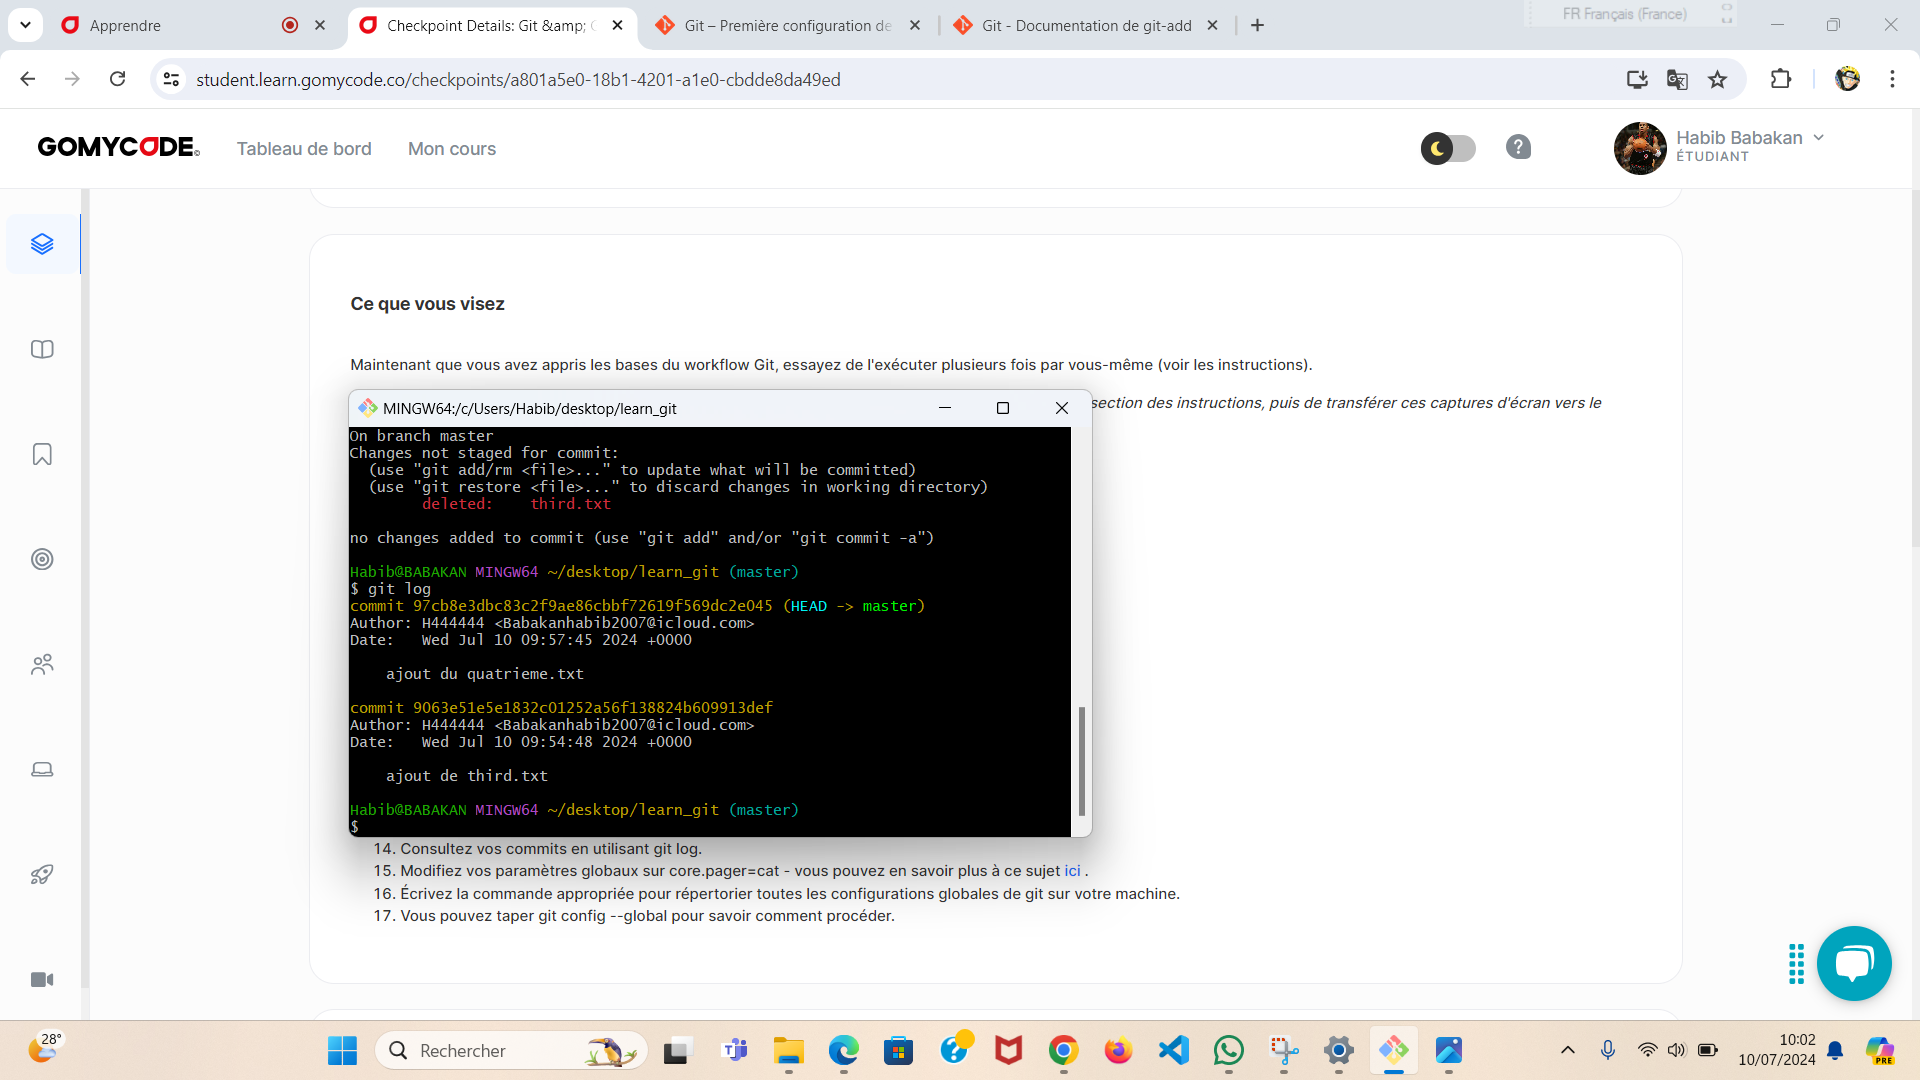 Apprendre
Checkpoint Details: Git &amp; C
Git – Première configuration de
Git - Documentation de git-add
FR Français (France)
student.learn.gomycode.co/checkpoints/a801a5e0-18b1-4201-a1e0-cbdde8da49ed
GOMYCODE
Tableau de bord
Mon cours
?
Habib Babakan
ÉTUDIANT
Ce que vous visez
Maintenant que vous avez appris les bases du workflow Git, essayez de l'exécuter plusieurs fois par vous-même (voir les instructions).
section des instructions, puis de transférer ces captures d'écran vers le
MINGW64:/c/Users/Habib/desktop/learn_git
On branch master
Changes not staged for commit:
(use "git add/rm <file>..." to update what will be committed)
(use "git restore <file>..." to discard changes in working directory)
deleted: third.txt
no changes added to commit (use "git add" and/or "git commit -a")
Habib@BABAKAN MINGW64 ~/desktop/learn_git (master)
$ git log
commit 97cb8e3dbc83c2f9ae86cbbf72619f569dc2e045 (HEAD -> master)
Author: H444444 <Babakanhabib2007@icloud.com>
Date: Wed Jul 10 09:57:45 2024 +0000
ajout du quatrieme.txt
commit 9063e51e5e1832c01252a56f138824b609913def
Author: H444444 <Babakanhabib2007@icloud.com>
Date: Wed Jul 10 09:54:48 2024 +0000
ajout de third.txt
Habib@BABAKAN MINGW64 ~/desktop/learn_git (master)
$
14. Consultez vos commits en utilisant git log.
15. Modifiez vos paramètres globaux sur core.pager=cat - vous pouvez en savoir plus à ce sujet ici .
16. Écrivez la commande appropriée pour répertorier toutes les configurations globales de git sur votre machine.
17. Vous pouvez taper git config --global pour savoir comment procéder.
28°
Rechercher
10:02
10/07/2024
PRE